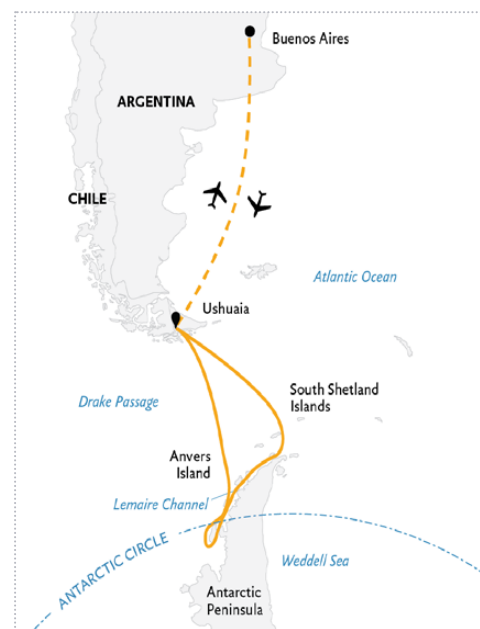 Buenos Aires
ARGENTINA
CHILE
Atlantic Ocean
Ushuaia
Drake Passage
South Shetland
Islands
Anvers
Island
Lemaire Channel
ANTARCTIC CIRCLE
Weddell Sea
Antarctic
Peninsula